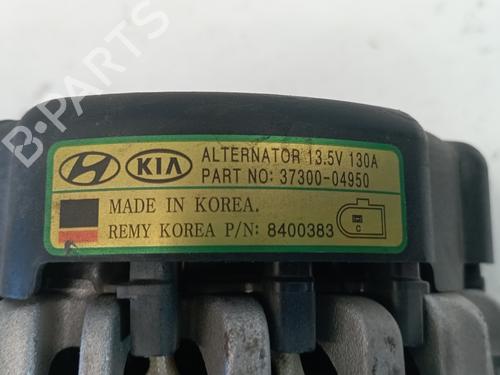 KIA ALTERNATOR 13.5V 130A
PART NO: 37300-04950
MADE IN KOREA.
REMY KOREA P/N: 8400383
C
B-PARTS